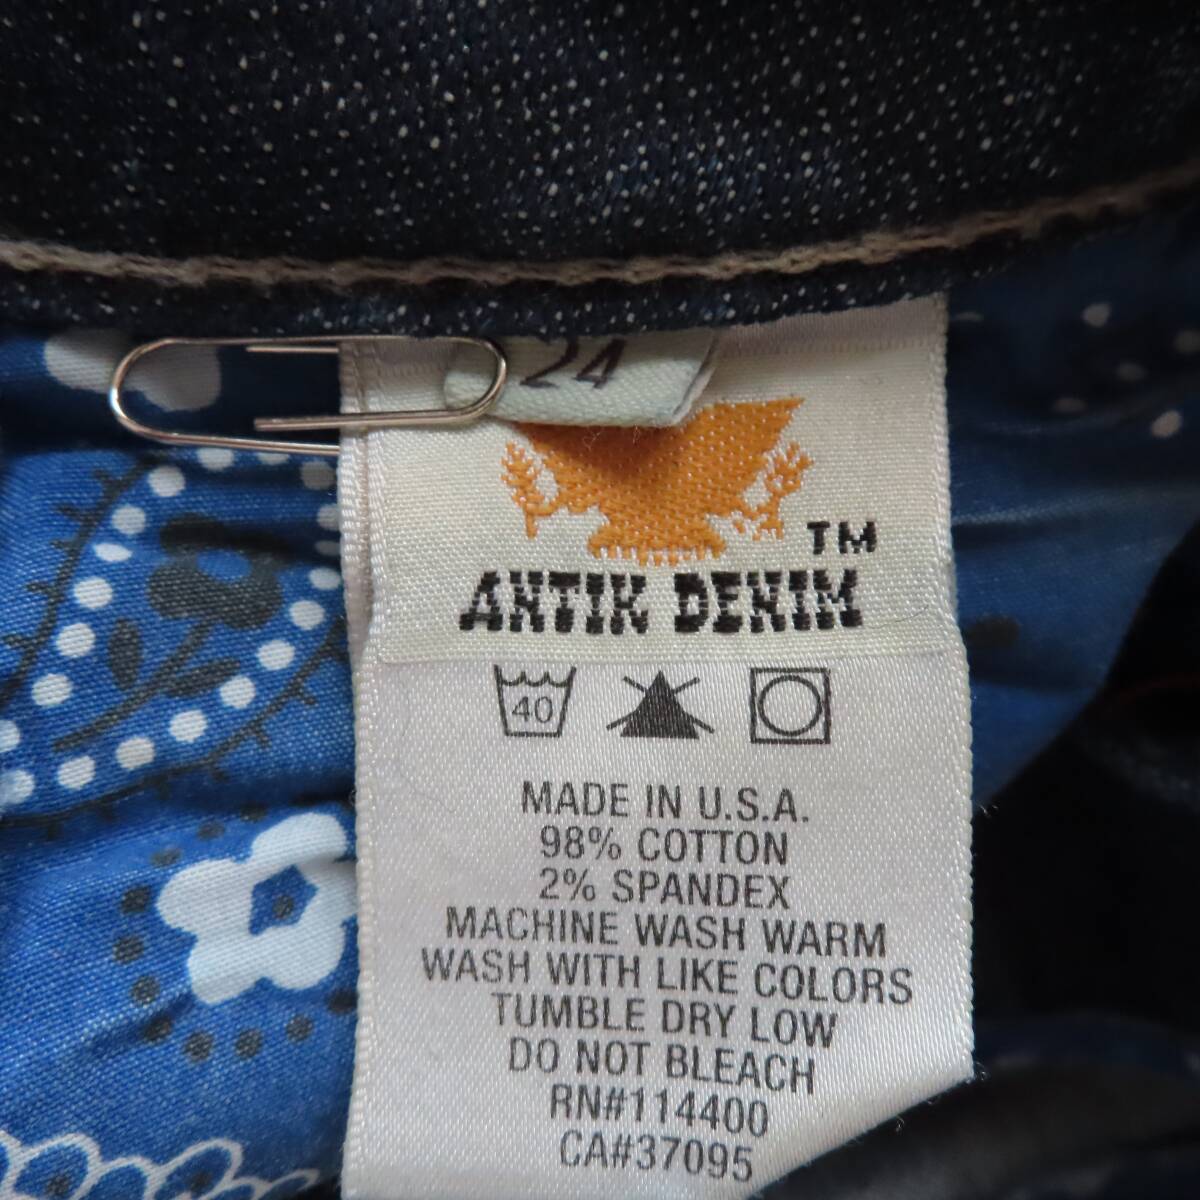 24
TM
ANTIK DENIM
40
MADE IN U.S.A.
98% COTTON
2% SPANDEX
MACHINE WASH WARM
WASH WITH LIKE COLORS
TUMBLE DRY LOW
DO NOT BLEACH
RN#114400
CA#37095